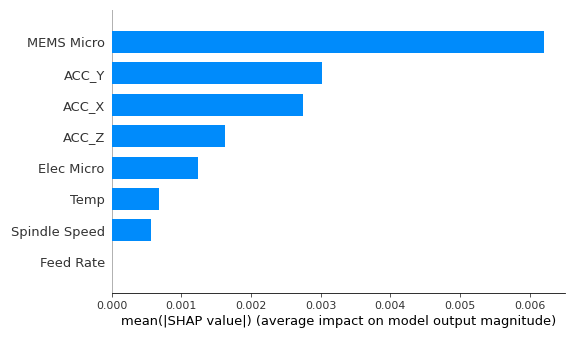 MEMS Micro
ACC_Y
ACC_X
ACC_Z
Elec Micro
Temp
Spindle Speed
Feed Rate
0.000 0.001 0.002 0.003 0.004 0.005 0.006
mean(|SHAP value|) (average impact on model output magnitude)